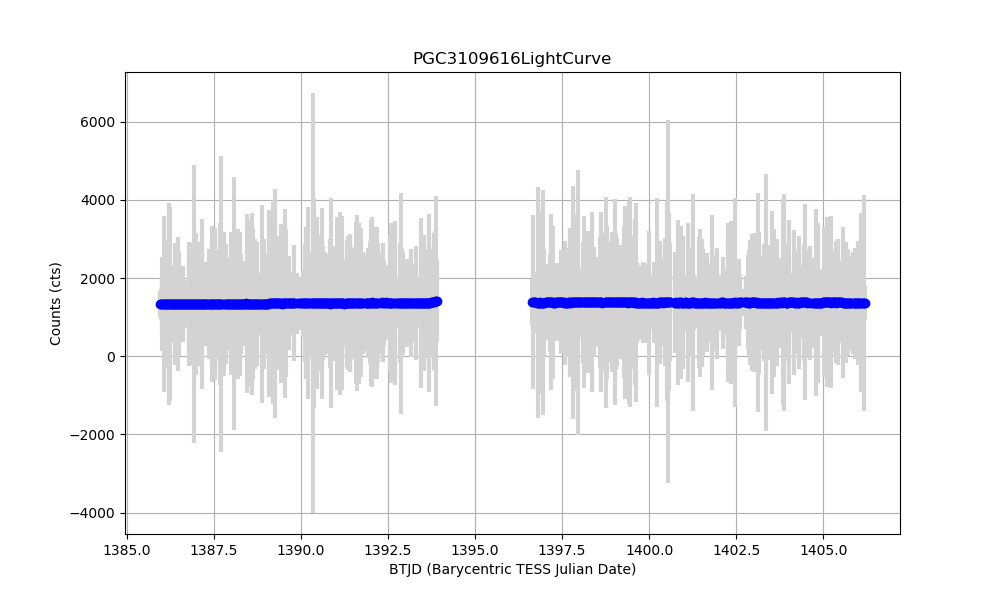 PGC3109616LightCurve
Counts (cts)
6000
4000
2000
0
−2000
−4000
1385.0 1387.5 1390.0 1392.5 1395.0 1397.5 1400.0 1402.5 1405.0
BTJD (Barycentric TESS Julian Date)